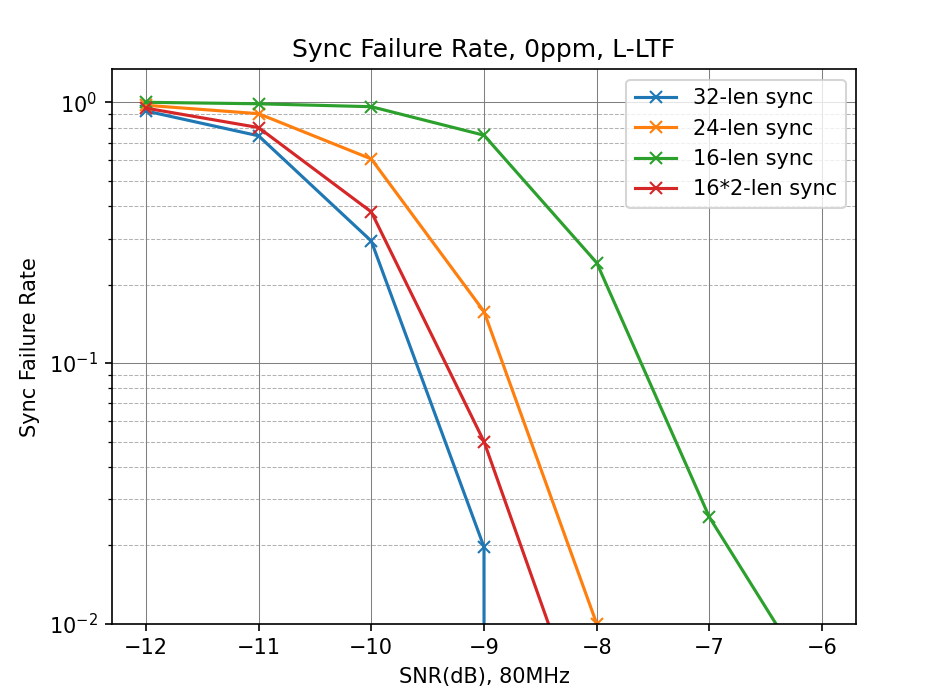 Sync Failure Rate, 0ppm, L-LTF
32-len sync
24-len sync
16-len sync
16*2-len sync
Sync Failure Rate
10⁰
10⁻¹
10⁻²
−12 −11 −10 −9 −8 −7 −6
SNR(dB), 80MHz